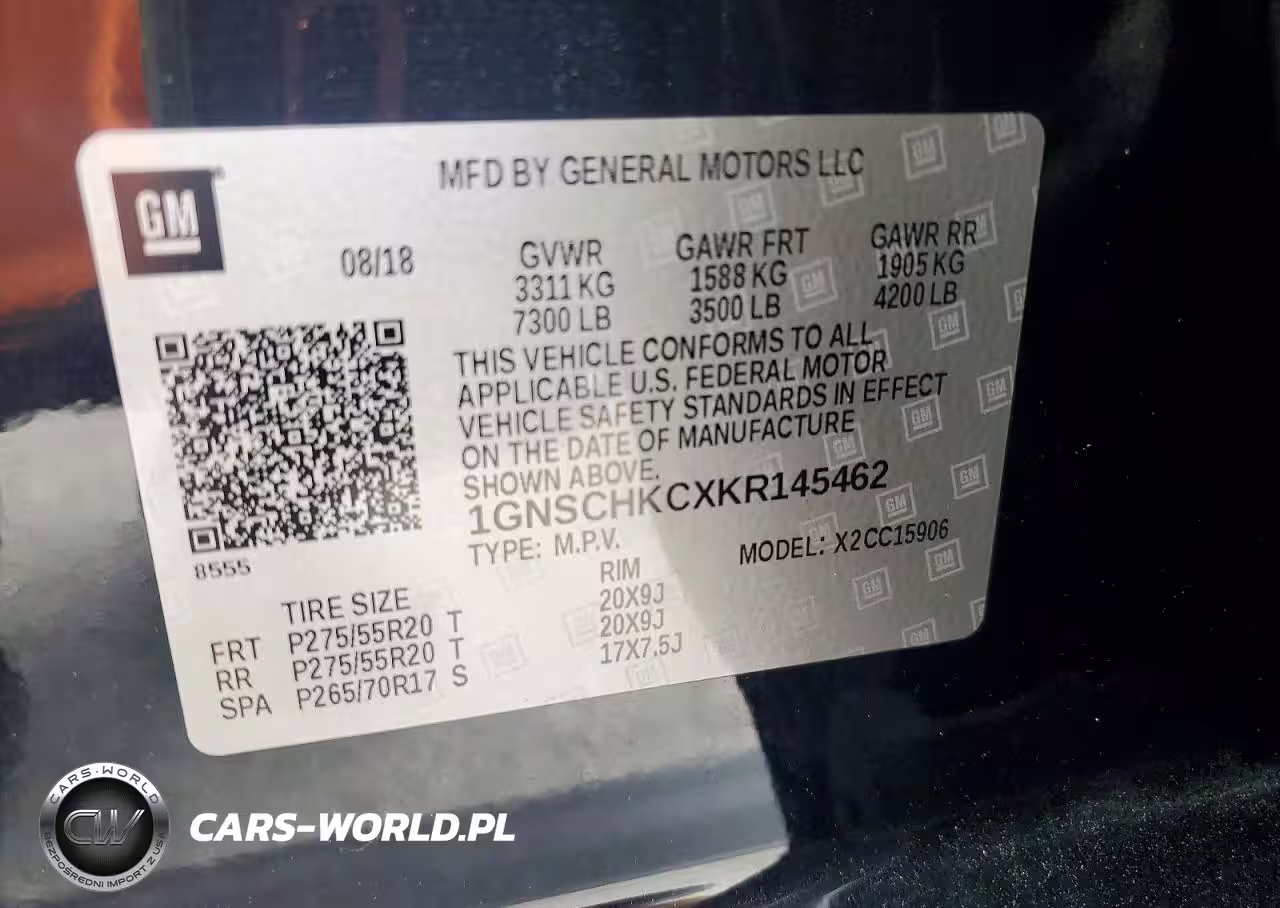 MFD BY GENERAL MOTORS LLC
GM
08/18
GVWR
3311 KG
7300 LB
GAWR FRT
1588 KG
3500 LB
GAWR RR
1905 KG
4200 LB
THIS VEHICLE CONFORMS TO ALL
APPLICABLE U.S. FEDERAL MOTOR
VEHICLE SAFETY STANDARDS IN EFFECT
ON THE DATE OF MANUFACTURE
SHOWN ABOVE.
1GNSCHKCXKR145462
TYPE: M.P.V. MODEL: X2CC15906
8555
TIRE SIZE RIM
FRT P275/55R20 T 20X9J
RR P275/55R20 T 20X9J
SPA P265/70R17 S 17X7.5J
CARS-WORLD
CW
BEZPOŚREDNI IMPORT Z USA
CARS-WORLD.PL